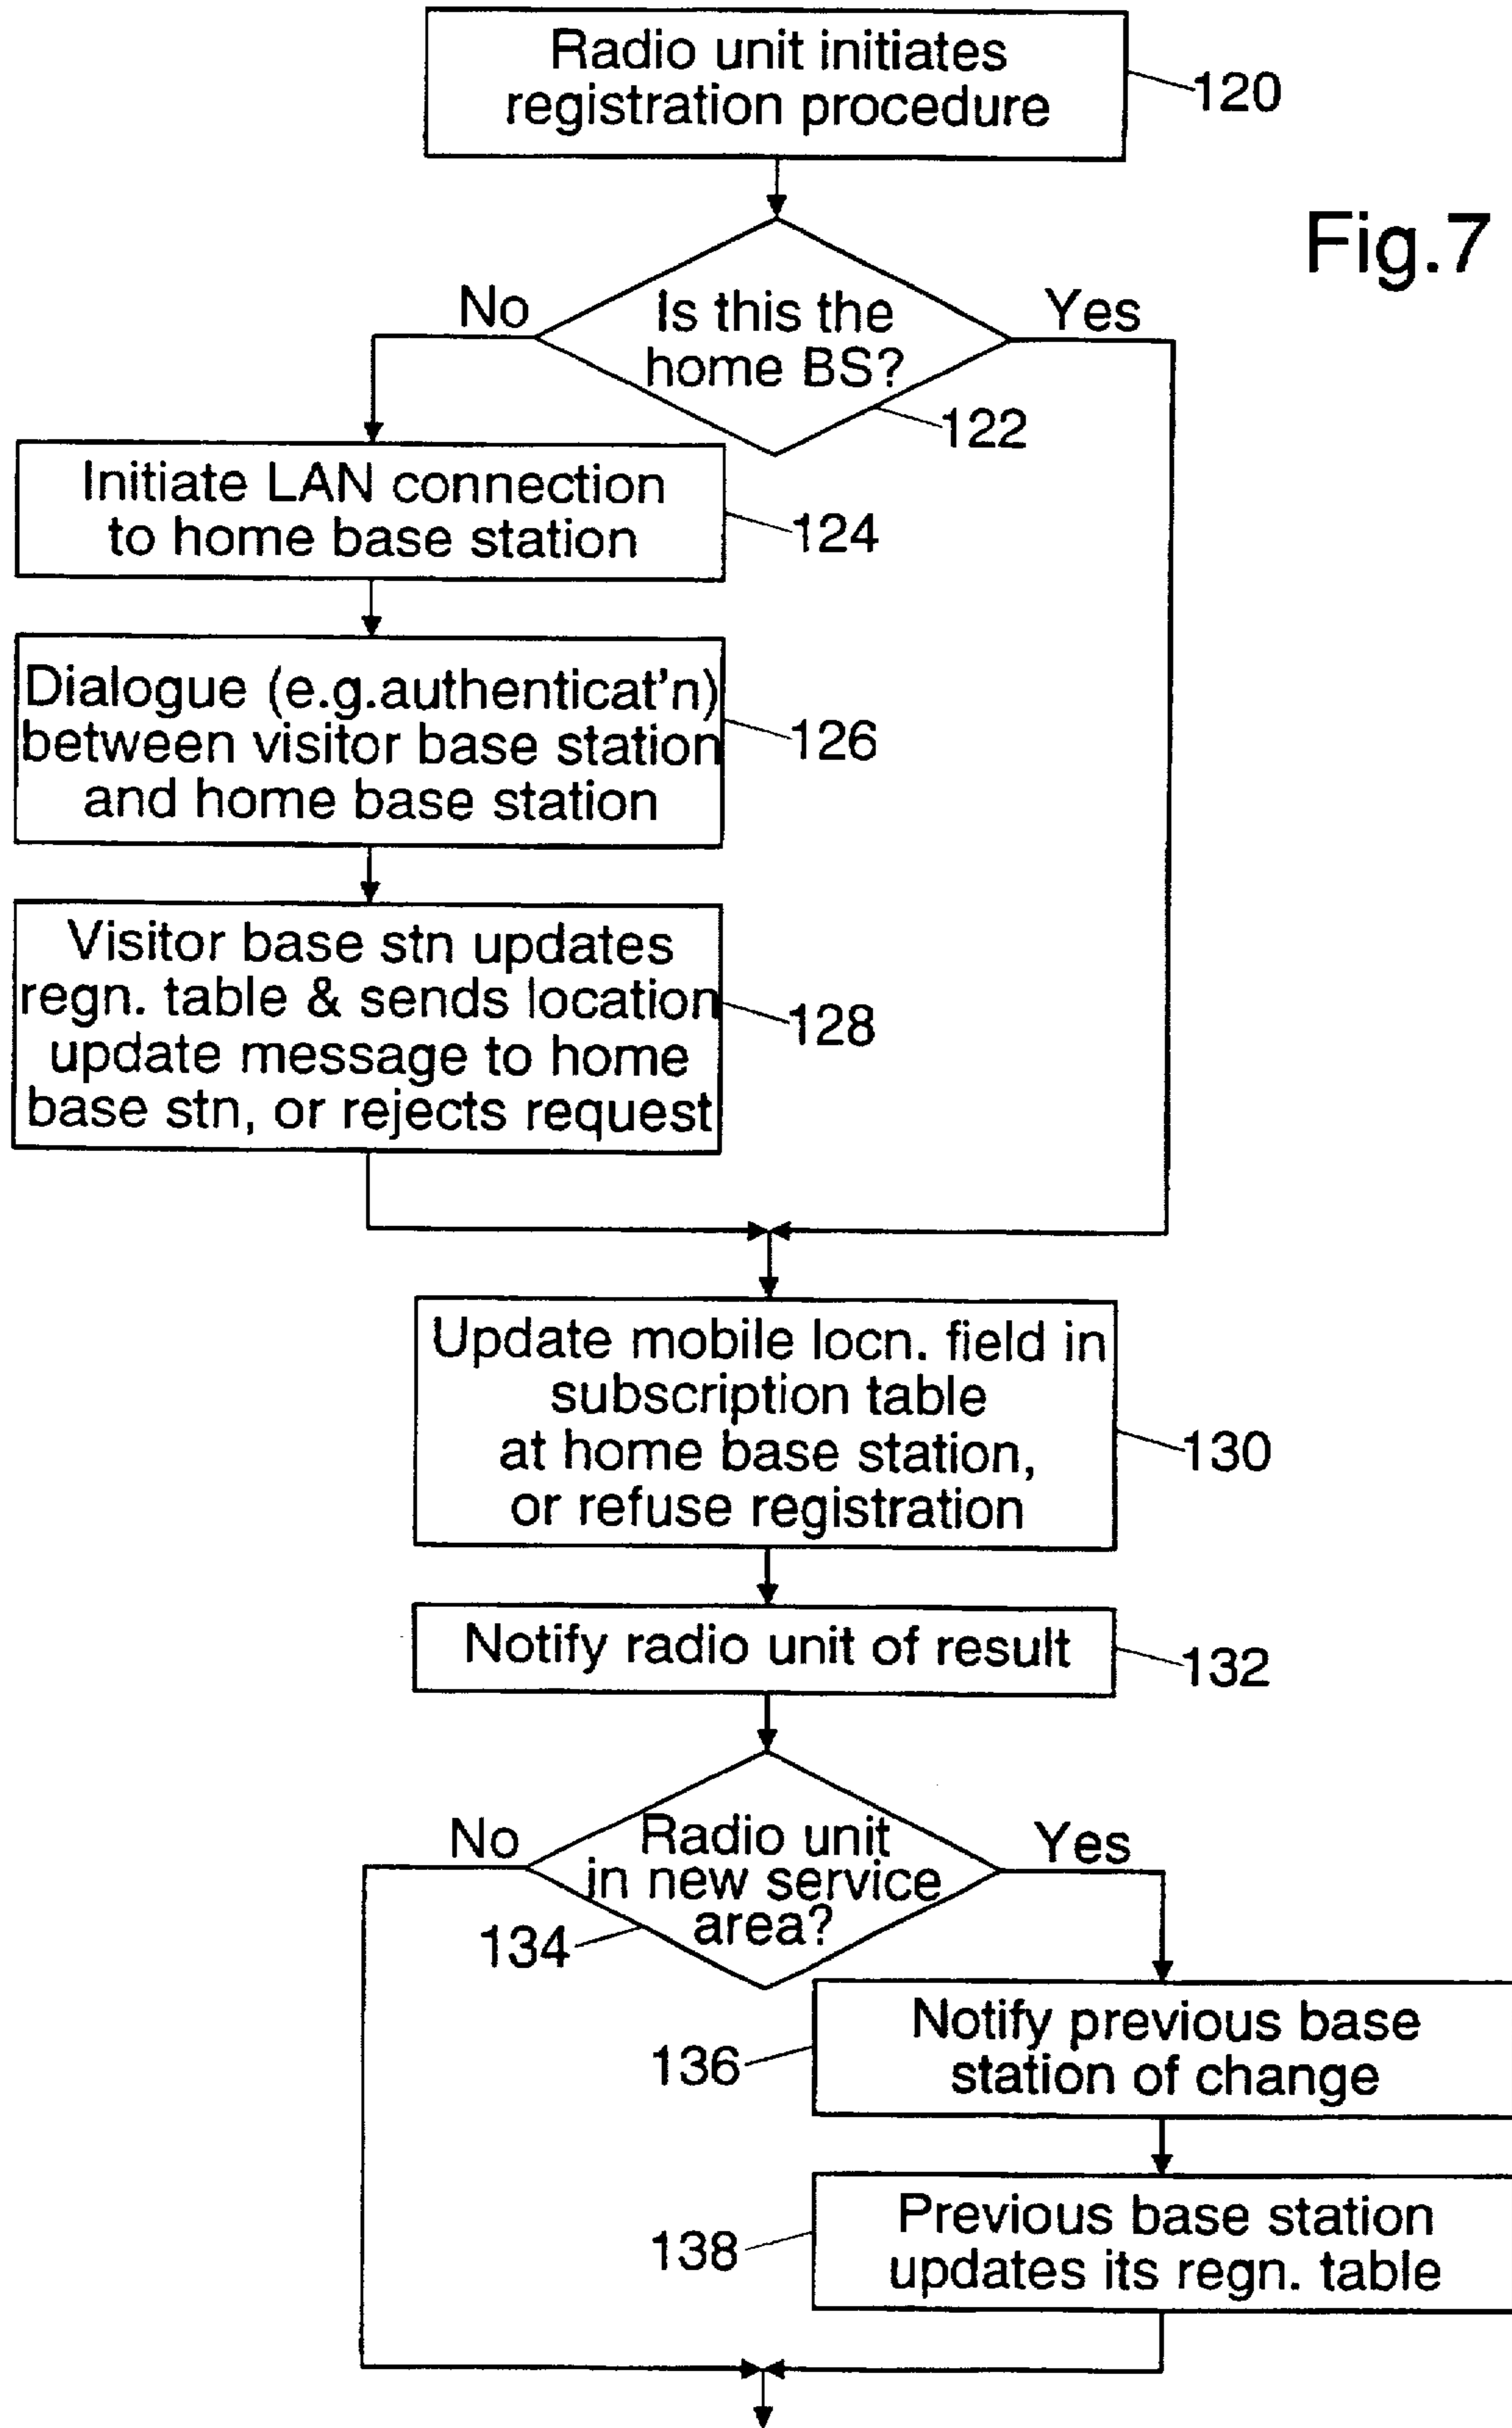 Radio unit initiates
registration procedure
120
Fig.7
No
Is this the
home BS?
Yes
122
Initiate LAN connection
to home base station
124
Dialogue (e.g.authenticat'n)
between visitor base station
and home base station
126
Visitor base stn updates
regn. table & sends location
update message to home
base stn, or rejects request
128
Update mobile locn. field in
subscription table
at home base station,
or refuse registration
130
Notify radio unit of result
132
No
Radio unit
in new service
area?
Yes
134
Notify previous base
station of change
136
Previous base station
updates its regn. table
138